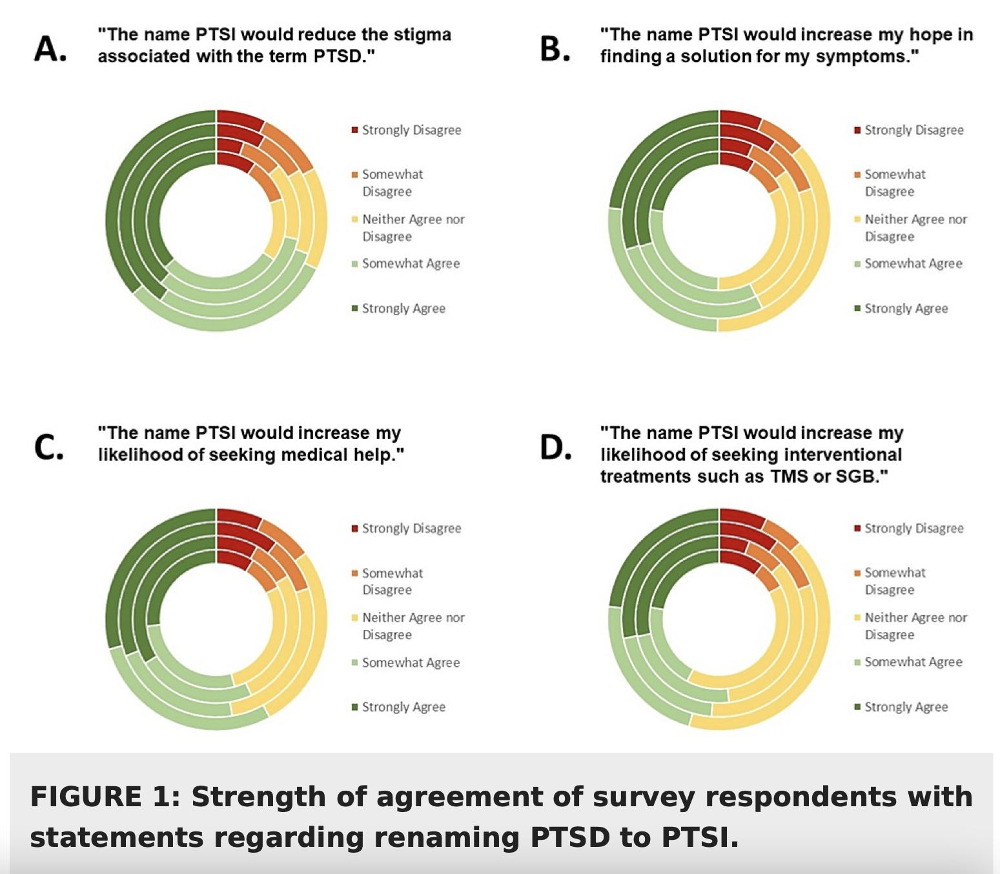 A.
"The name PTSI would reduce the stigma
associated with the term PTSD."
Strongly Disagree
Somewhat
Disagree
Neither Agree nor
Disagree
Somewhat Agree
Strongly Agree
B.
"The name PTSI would increase my hope in
finding a solution for my symptoms."
Strongly Disagree
Somewhat
Disagree
Neither Agree nor
Disagree
Somewhat Agree
Strongly Agree
C.
"The name PTSI would increase my
likelihood of seeking medical help."
Strongly Disagree
Somewhat
Disagree
Neither Agree nor
Disagree
Somewhat Agree
Strongly Agree
D.
"The name PTSI would increase my
likelihood of seeking interventional
treatments such as TMS or SGB."
Strongly Disagree
Somewhat
Disagree
Neither Agree nor
Disagree
Somewhat Agree
Strongly Agree
FIGURE 1: Strength of agreement of survey respondents with
statements regarding renaming PTSD to PTSI.